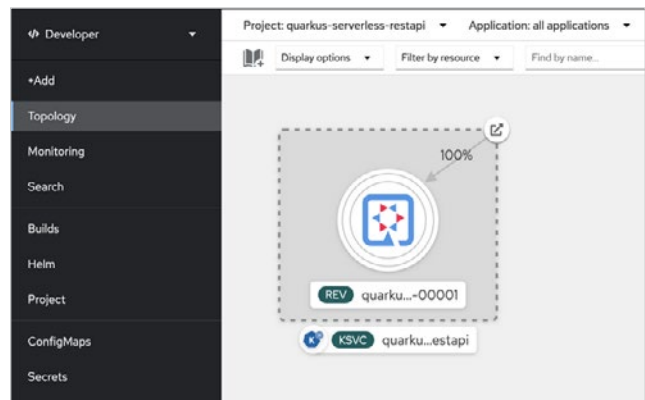 Developer
Project: quarkus-serverless-restapi Application: all applications
Display options Filter by resource Find by name...
+Add
Topology
Monitoring
Search
Builds
Helm
Project
ConfigMaps
Secrets
100%
REV quarku...-00001
K KSVC quarku...estapi